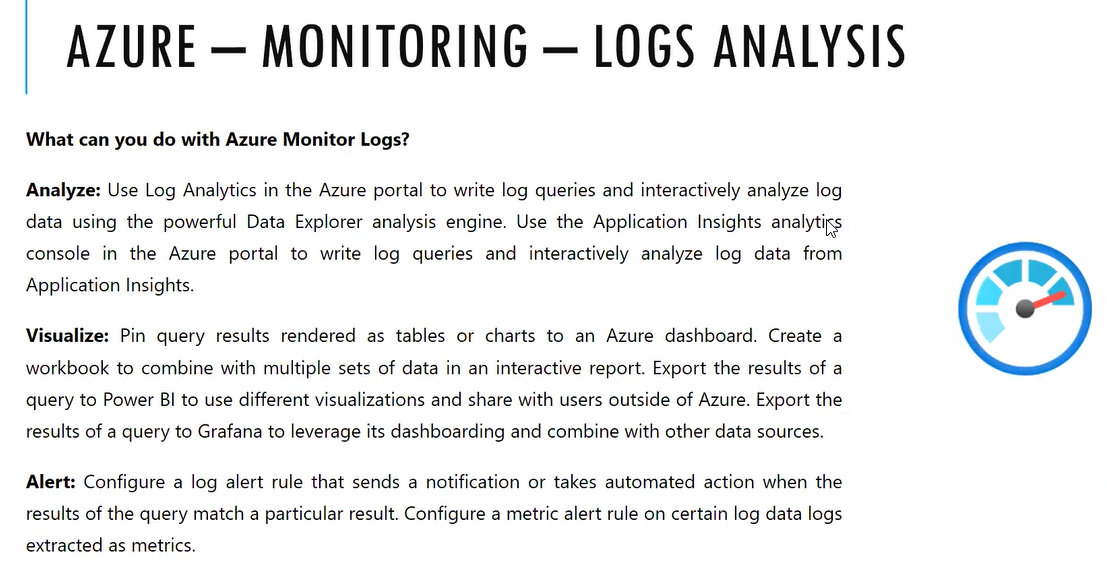 AZURE — MONITORING — LOGS ANALYSIS
What can you do with Azure Monitor Logs?
Analyze: Use Log Analytics in the Azure portal to write log queries and interactively analyze log
data using the powerful Data Explorer analysis engine. Use the Application Insights analytics
console in the Azure portal to write log queries and interactively analyze log data from
Application Insights.
Visualize: Pin query results rendered as tables or charts to an Azure dashboard. Create a
workbook to combine with multiple sets of data in an interactive report. Export the results of a
query to Power BI to use different visualizations and share with users outside of Azure. Export the
results of a query to Grafana to leverage its dashboarding and combine with other data sources.
Alert: Configure a log alert rule that sends a notification or takes automated action when the
results of the query match a particular result. Configure a metric alert rule on certain log data logs
extracted as metrics.